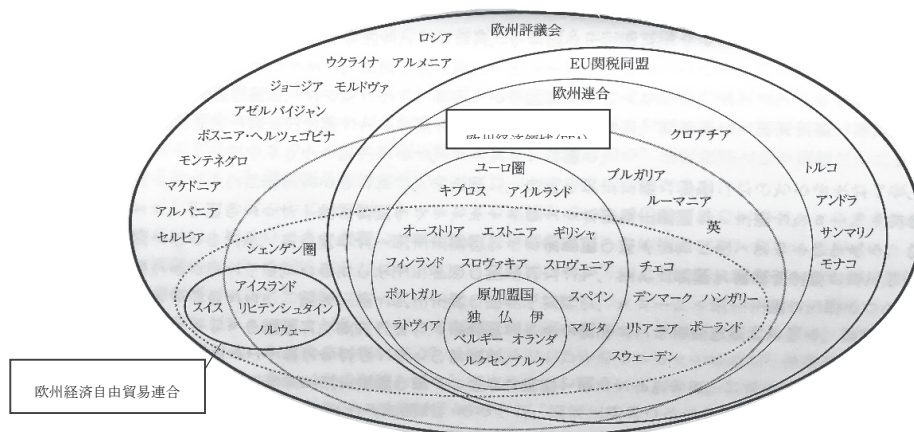 欧州評議会
ロシア
ウクライナ アルメニア
ジョージア モルドヴァ
アゼルバイジャン
ボスニア・ヘルツェゴビナ
モンテネグロ
マケドニア
アルバニア
セルビア
EU関税同盟
欧州連合
欧州経済領域(EEA)
クロアチア
ユーロ圏
ブルガリア
トルコ
キプロス アイルランド
ルーマニア
アンドラ
英
サンマリノ
モナコ
オーストリア エストニア ギリシャ
シェンゲン圏
フィンランド スロヴァキア スロヴェニア チェコ
アイスランド
スイス リヒテンシュタイン
ノルウェー
ポルトガル 原加盟国 スペイン デンマーク ハンガリー
独 仏 伊
ラトヴィア マルタ リトアニア ポーランド
ベルギー オランダ
ルクセンブルク
スウェーデン
欧州経済自由貿易連合